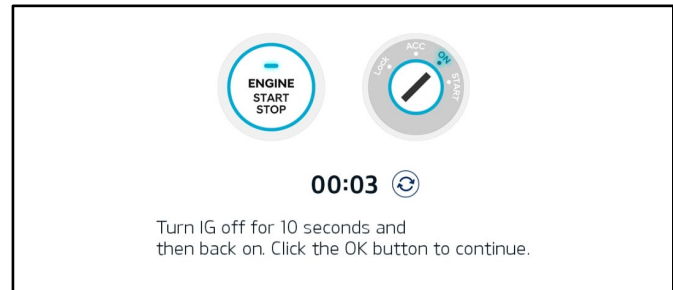 ENGINE
START
STOP
Lock
ACC
ON
START
00:03
Turn IG off for 10 seconds and
then back on. Click the OK button to continue.